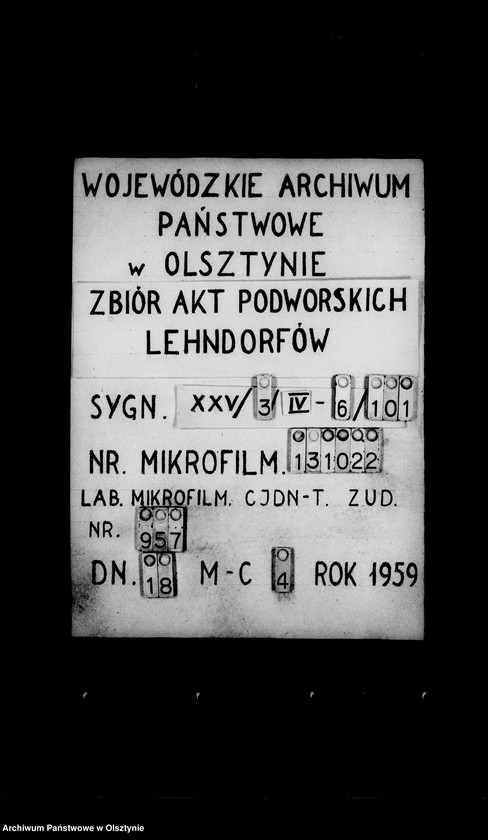 WOJEWÓDZKIE ARCHIWUM
PAŃSTWOWE
w OLSZTYNIE
ZBIÓR AKT PODWORSKICH
LEHNDORFÓW
SYGN. XXV/3/IV-6/101
NR. MIKROFILM. 131022
LAB. MIKROFILM. CJDN-T. ZUD.
NR. 957
DN. 18 M-C 4 ROK 1959
Archiwum Państwowe w Olsztynie